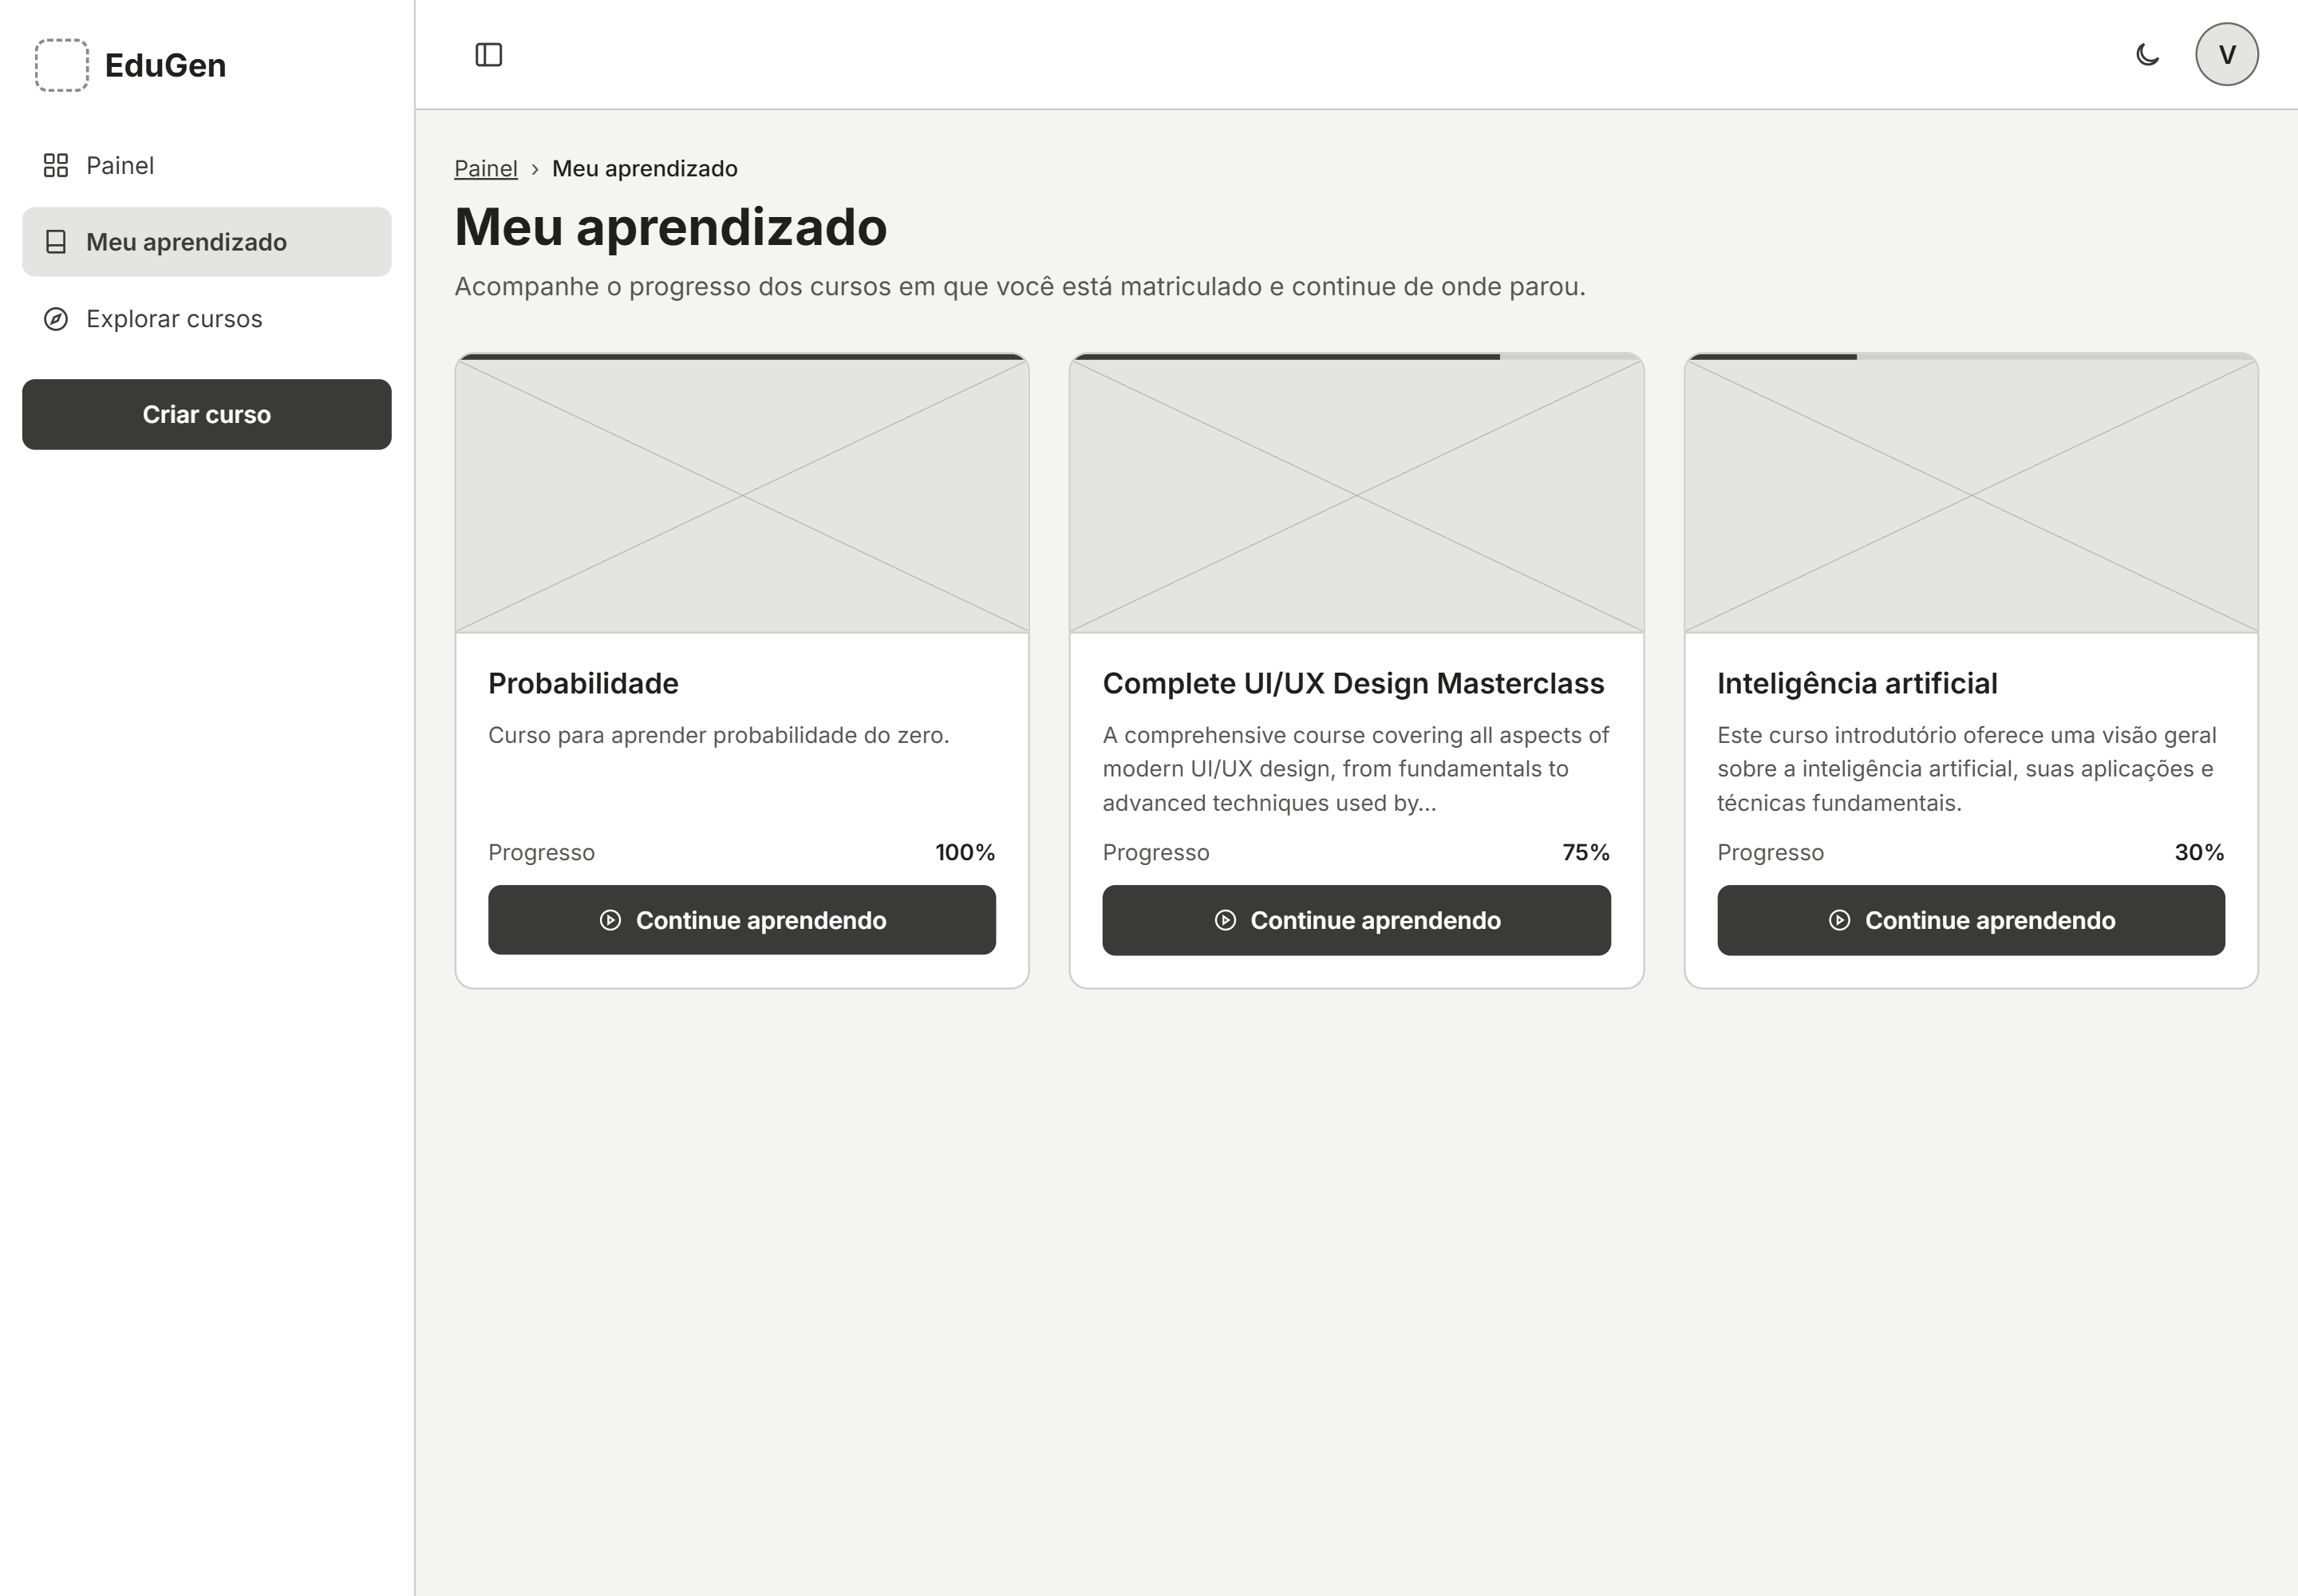 EduGen
Painel
Meu aprendizado
Explorar cursos
Criar curso
V
Painel › Meu aprendizado
Meu aprendizado
Acompanhe o progresso dos cursos em que você está matriculado e continue de onde parou.
Probabilidade
Curso para aprender probabilidade do zero.
Progresso 100%
Continue aprendendo
Complete UI/UX Design Masterclass
A comprehensive course covering all aspects of
modern UI/UX design, from fundamentals to
advanced techniques used by...
Progresso 75%
Continue aprendendo
Inteligência artificial
Este curso introdutório oferece uma visão geral
sobre a inteligência artificial, suas aplicações e
técnicas fundamentais.
Progresso 30%
Continue aprendendo